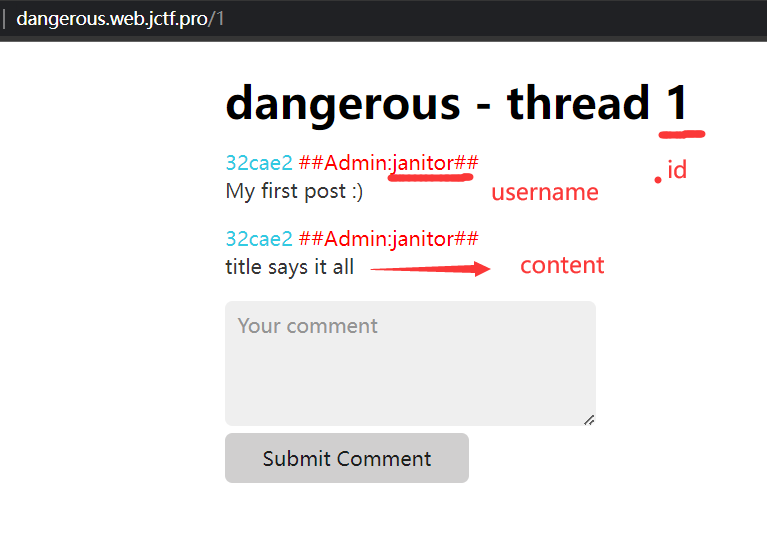 dangerous.web.jctf.pro/1
dangerous - thread 1
32cae2 ##Admin:janitor##
id
My first post :)
username
32cae2 ##Admin:janitor##
title says it all
content
Your comment
Submit Comment